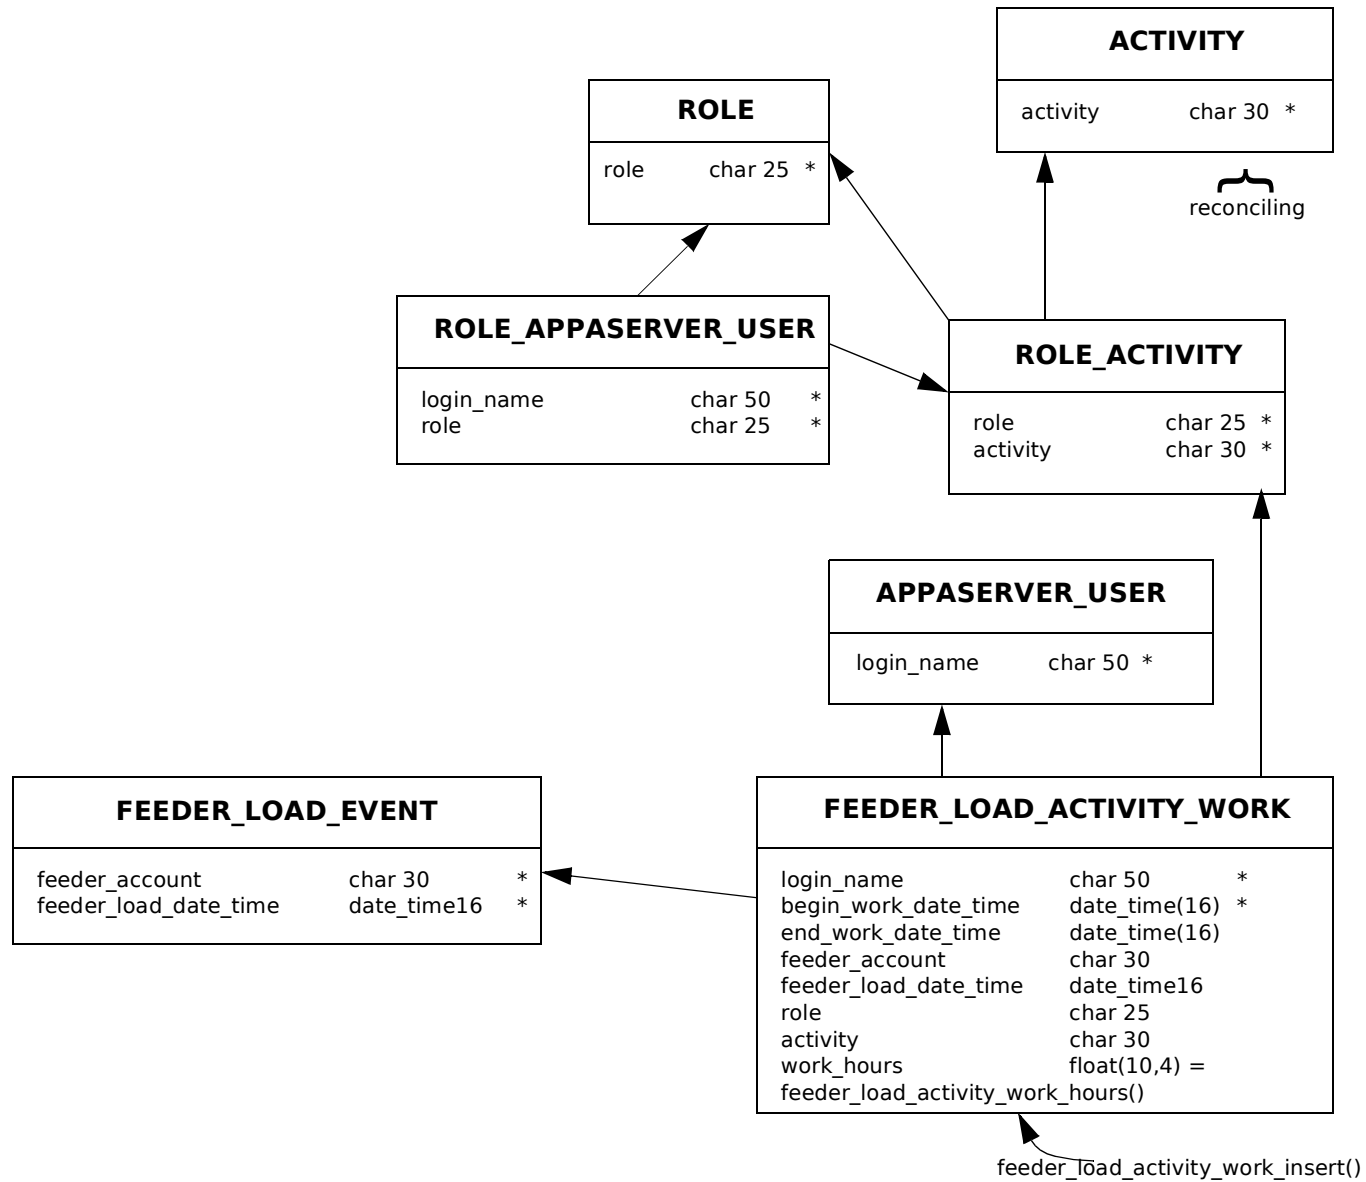 ACTIVITY
activity char 30 *
reconciling
ROLE
role char 25 *
ROLE_APPASERVER_USER
login_name char 50 *
role char 25 *
ROLE_ACTIVITY
role char 25 *
activity char 30 *
APPASERVER_USER
login_name char 50 *
FEEDER_LOAD_EVENT
feeder_account char 30 *
feeder_load_date_time date_time16 *
FEEDER_LOAD_ACTIVITY_WORK
login_name char 50 *
begin_work_date_time date_time(16) *
end_work_date_time date_time(16)
feeder_account char 30
feeder_load_date_time date_time16
role char 25
activity char 30
work_hours float(10,4) =
feeder_load_activity_work_hours()
feeder_load_activity_work_insert()